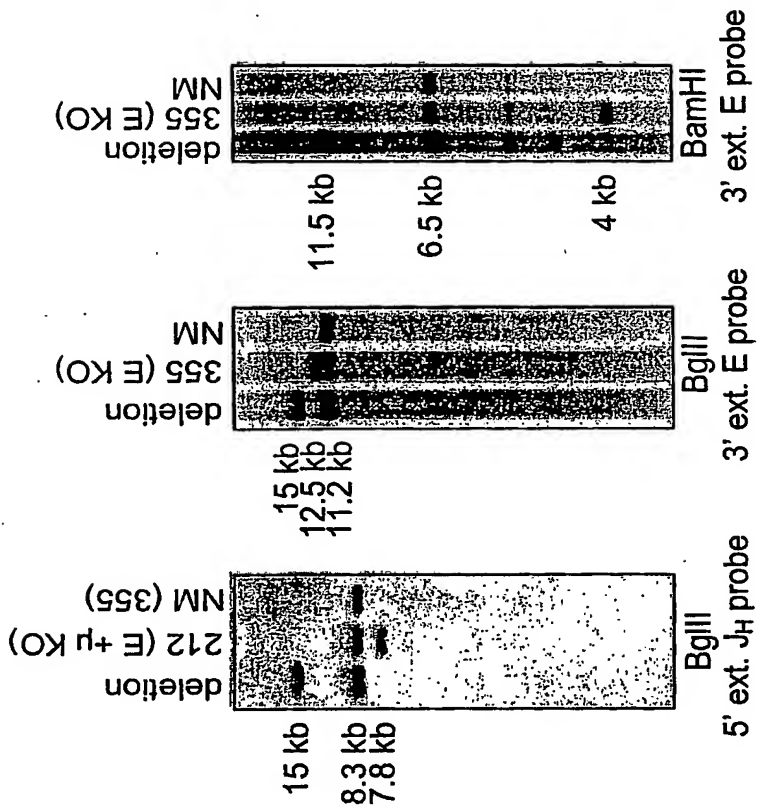 deletion
212 (E +μ KO)
NM (355)
15 kb
8.3 kb
7.8 kb
BglII
5' ext. JH probe
deletion
355 (E KO)
NM
15 kb
12.5 kb
11.2 kb
BglII
3' ext. E probe
deletion
355 (E KO)
NM
11.5 kb
6.5 kb
4 kb
BamHI
3' ext. E probe